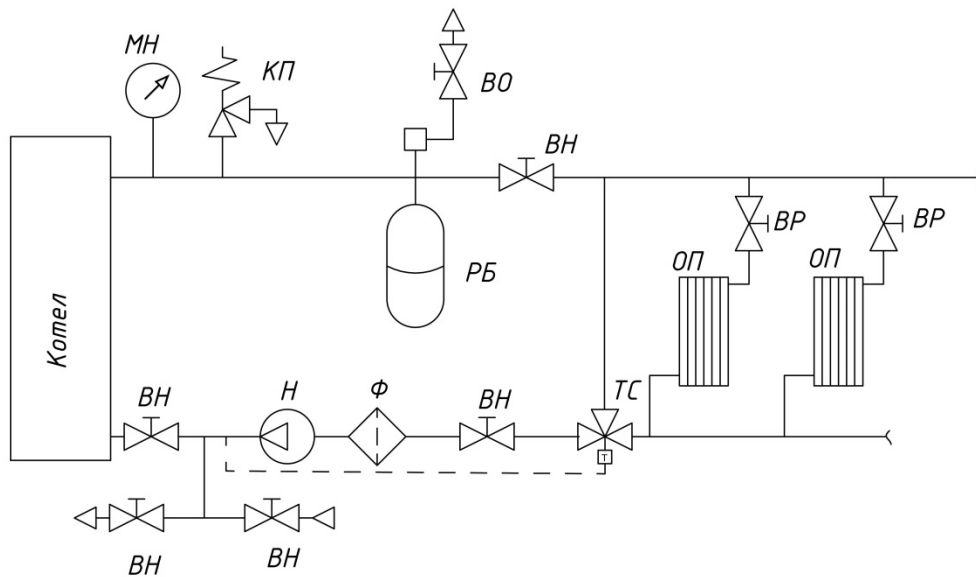 МН
КП
ВО
ВН
ВР
ВР
ОП
ОП
РБ
Котел
ВН
Н
Ф
ВН
ТС
Т
ВН
ВН